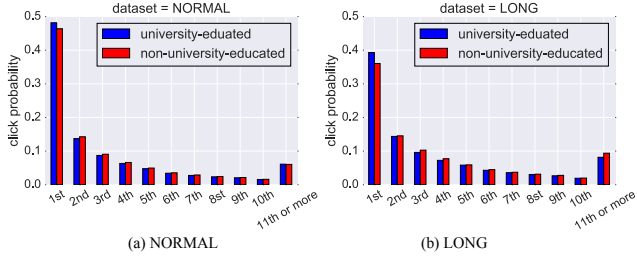 dataset = NORMAL
0.5
0.4
0.3
0.2
0.1
0.0
click probability
university-eduated
non-university-educated
1st
2nd
3rd
4th
5th
6th
7th
8st
9th
10th
11th or more
(a) NORMAL
dataset = LONG
0.5
0.4
0.3
0.2
0.1
0.0
click probability
university-eduated
non-university-educated
1st
2nd
3rd
4th
5th
6th
7th
8st
9th
10th
11th or more
(b) LONG